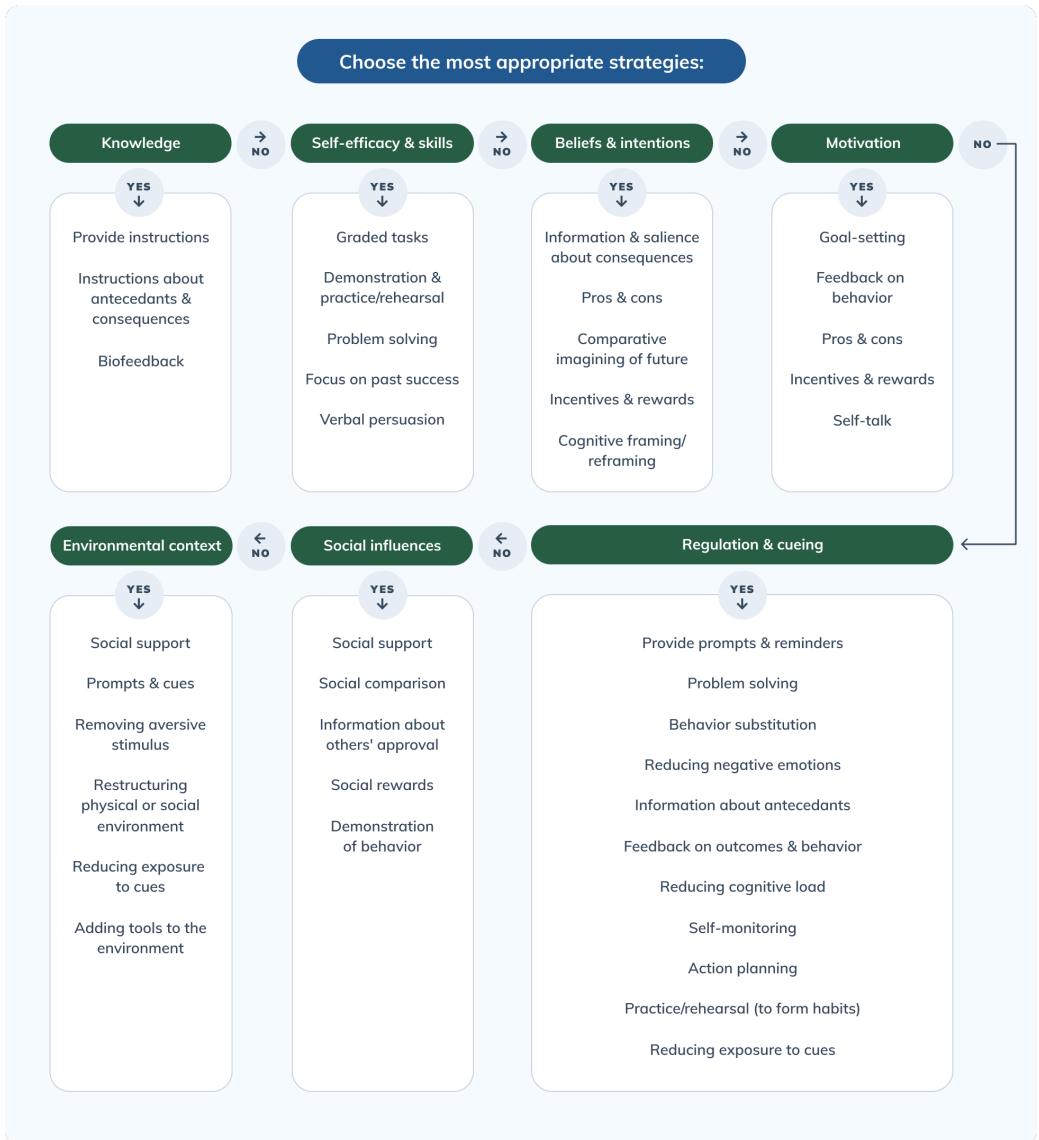 Choose the most appropriate strategies:
Knowledge
→
NO
Self-efficacy & skills
→
NO
Beliefs & intentions
→
NO
Motivation
NO
YES
↓
Provide instructions
Instructions about
antecedants &
consequences
Biofeedback
YES
↓
Graded tasks
Demonstration &
practice/rehearsal
Problem solving
Focus on past success
Verbal persuasion
YES
↓
Information & salience
about consequences
Pros & cons
Comparative
imagining of future
Incentives & rewards
Cognitive framing/
reframing
YES
↓
Goal-setting
Feedback on
behavior
Pros & cons
Incentives & rewards
Self-talk
Regulation & cueing
←
NO
Social influences
←
NO
Environmental context
YES
↓
Provide prompts & reminders
Problem solving
Behavior substitution
Reducing negative emotions
Information about antecedants
Feedback on outcomes & behavior
Reducing cognitive load
Self-monitoring
Action planning
Practice/rehearsal (to form habits)
Reducing exposure to cues
YES
↓
Social support
Social comparison
Information about
others' approval
Social rewards
Demonstration
of behavior
YES
↓
Social support
Prompts & cues
Removing aversive
stimulus
Restructuring
physical or social
environment
Reducing exposure
to cues
Adding tools to the
environment